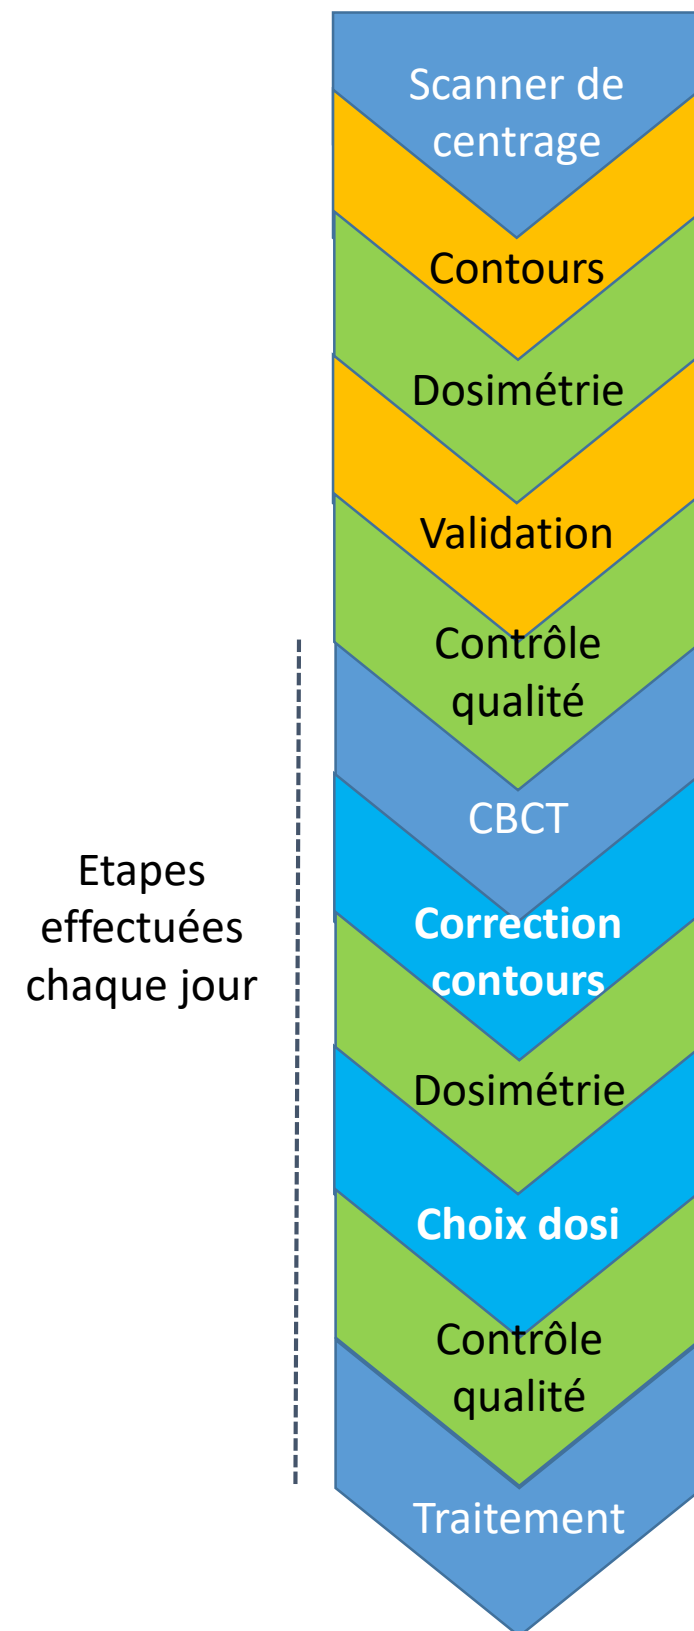 Scanner de
centrage
Contours
Dosimétrie
Validation
Contrôle
qualité
CBCT
Etapes
effectuées
chaque jour
Correction
contours
Dosimétrie
Choix dosi
Contrôle
qualité
Traitement